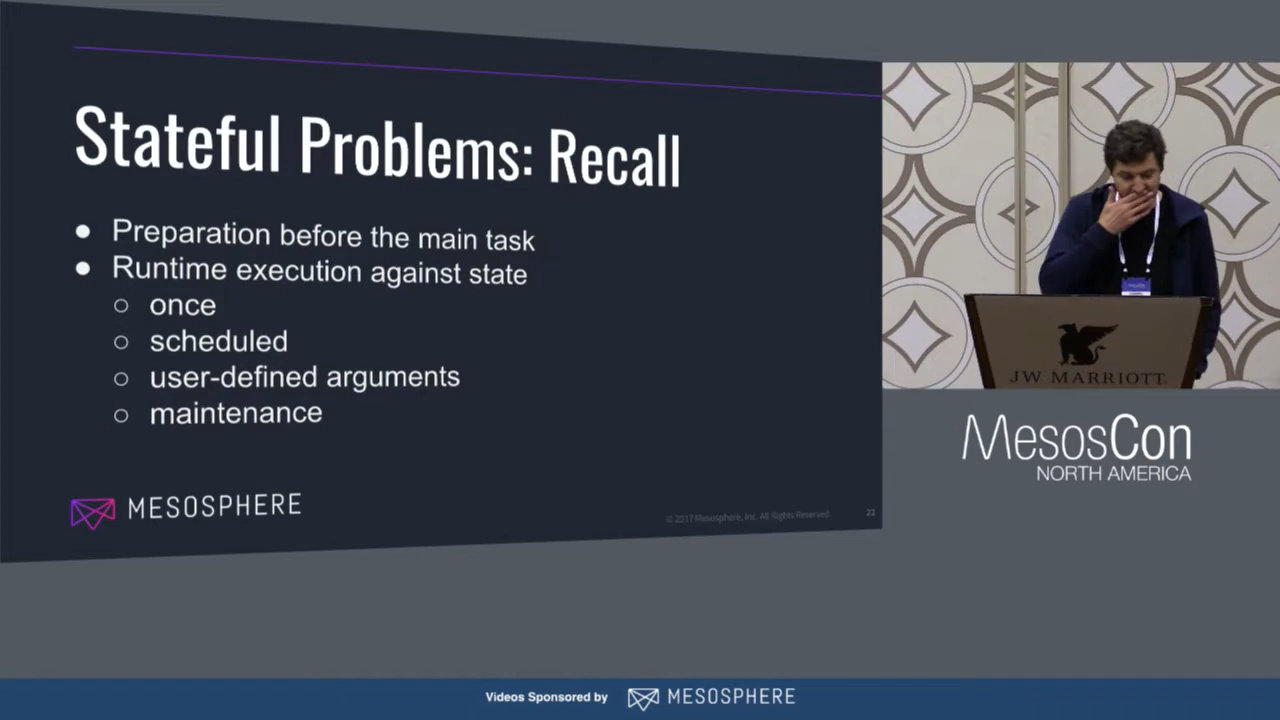 Stateful Problems: Recall
● Preparation before the main task
● Runtime execution against state
○ once
○ scheduled
○ user-defined arguments
○ maintenance
MESOSPHERE
© 2017 Mesosphere, Inc. All Rights Reserved.
22
JW MARRIOTT
MesosCon
NORTH AMERICA
Videos Sponsored by MESOSPHERE